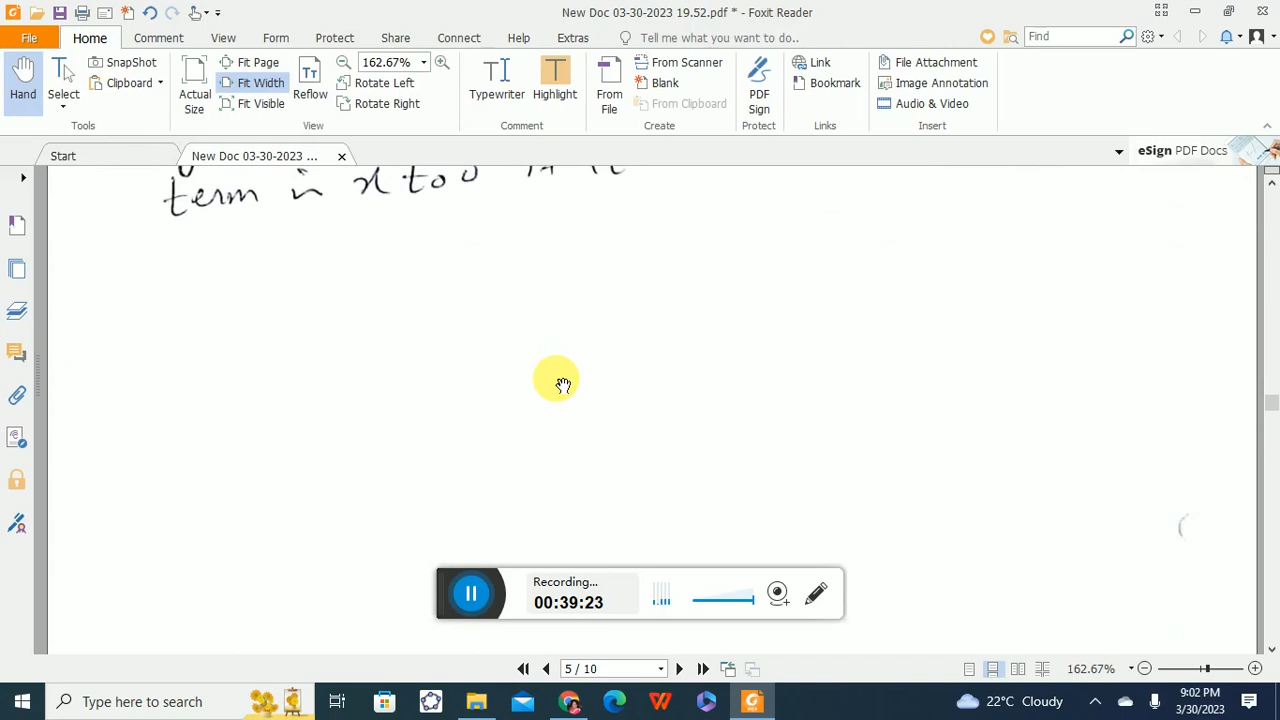 New Doc 03-30-2023 19.52.pdf * - Foxit Reader
File Home Comment View Form Protect Share Connect Help Extras Tell me what you want to do.. Find
Hand
Select
SnapShot
Clipboard
Tools
Actual Size
Fit Page
Fit Width
Fit Visible
Reflow
162.67%
Rotate Left
Rotate Right
View
Typewriter
Highlight
Comment
From File
From Scanner
Blank
From Clipboard
Create
PDF Sign
Protect
Link
Bookmark
Links
File Attachment
Image Annotation
Audio & Video
Insert
Start New Doc 03-30-2023 ... eSign PDF Docs
term in x too
Recording...
00:39:23
5 / 10 162.67%
Type here to search 22°C Cloudy 9:02 PM
3/30/2023